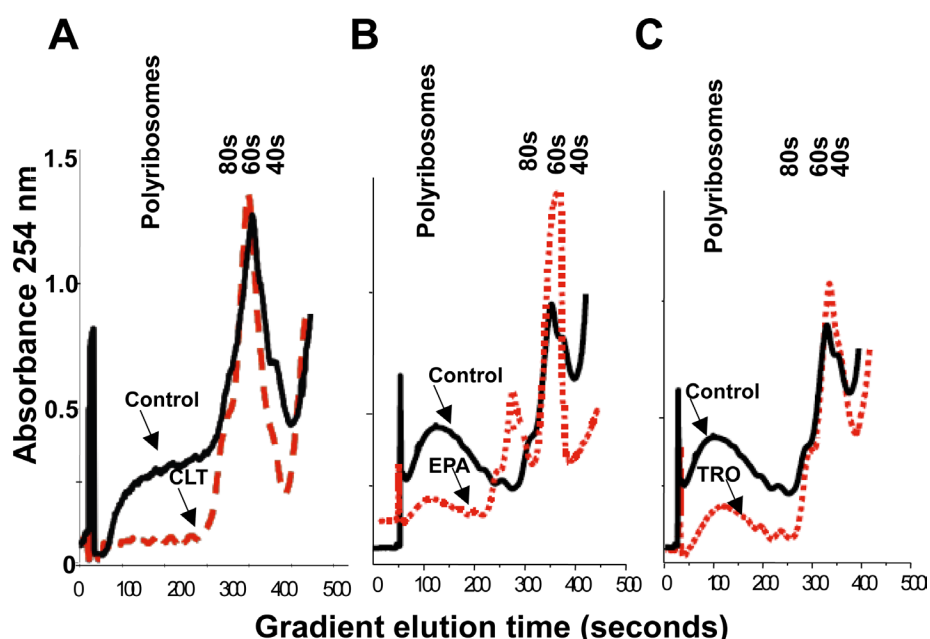 A
B
C
Polyribosomes
80s
60s
40s
Polyribosomes
80s
60s
40s
Polyribosomes
80s
60s
40s
Absorbance 254 nm
1.5
1.0
0.5
0
Control
CLT
Control
EPA
Control
TRO
0 100 200 300 400 500
0 100 200 300 400 500
0 100 200 300 400 500
Gradient elution time (seconds)